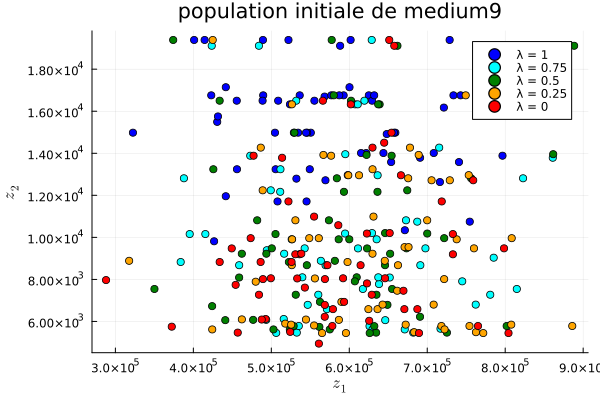 population initiale de medium9
z₂
1.80×10⁴
1.60×10⁴
1.40×10⁴
1.20×10⁴
1.00×10⁴
8.00×10³
6.00×10³
λ = 1
λ = 0.75
λ = 0.5
λ = 0.25
λ = 0
3.0×10⁵ 4.0×10⁵ 5.0×10⁵ 6.0×10⁵ 7.0×10⁵ 8.0×10⁵ 9.0×10⁵
z₁